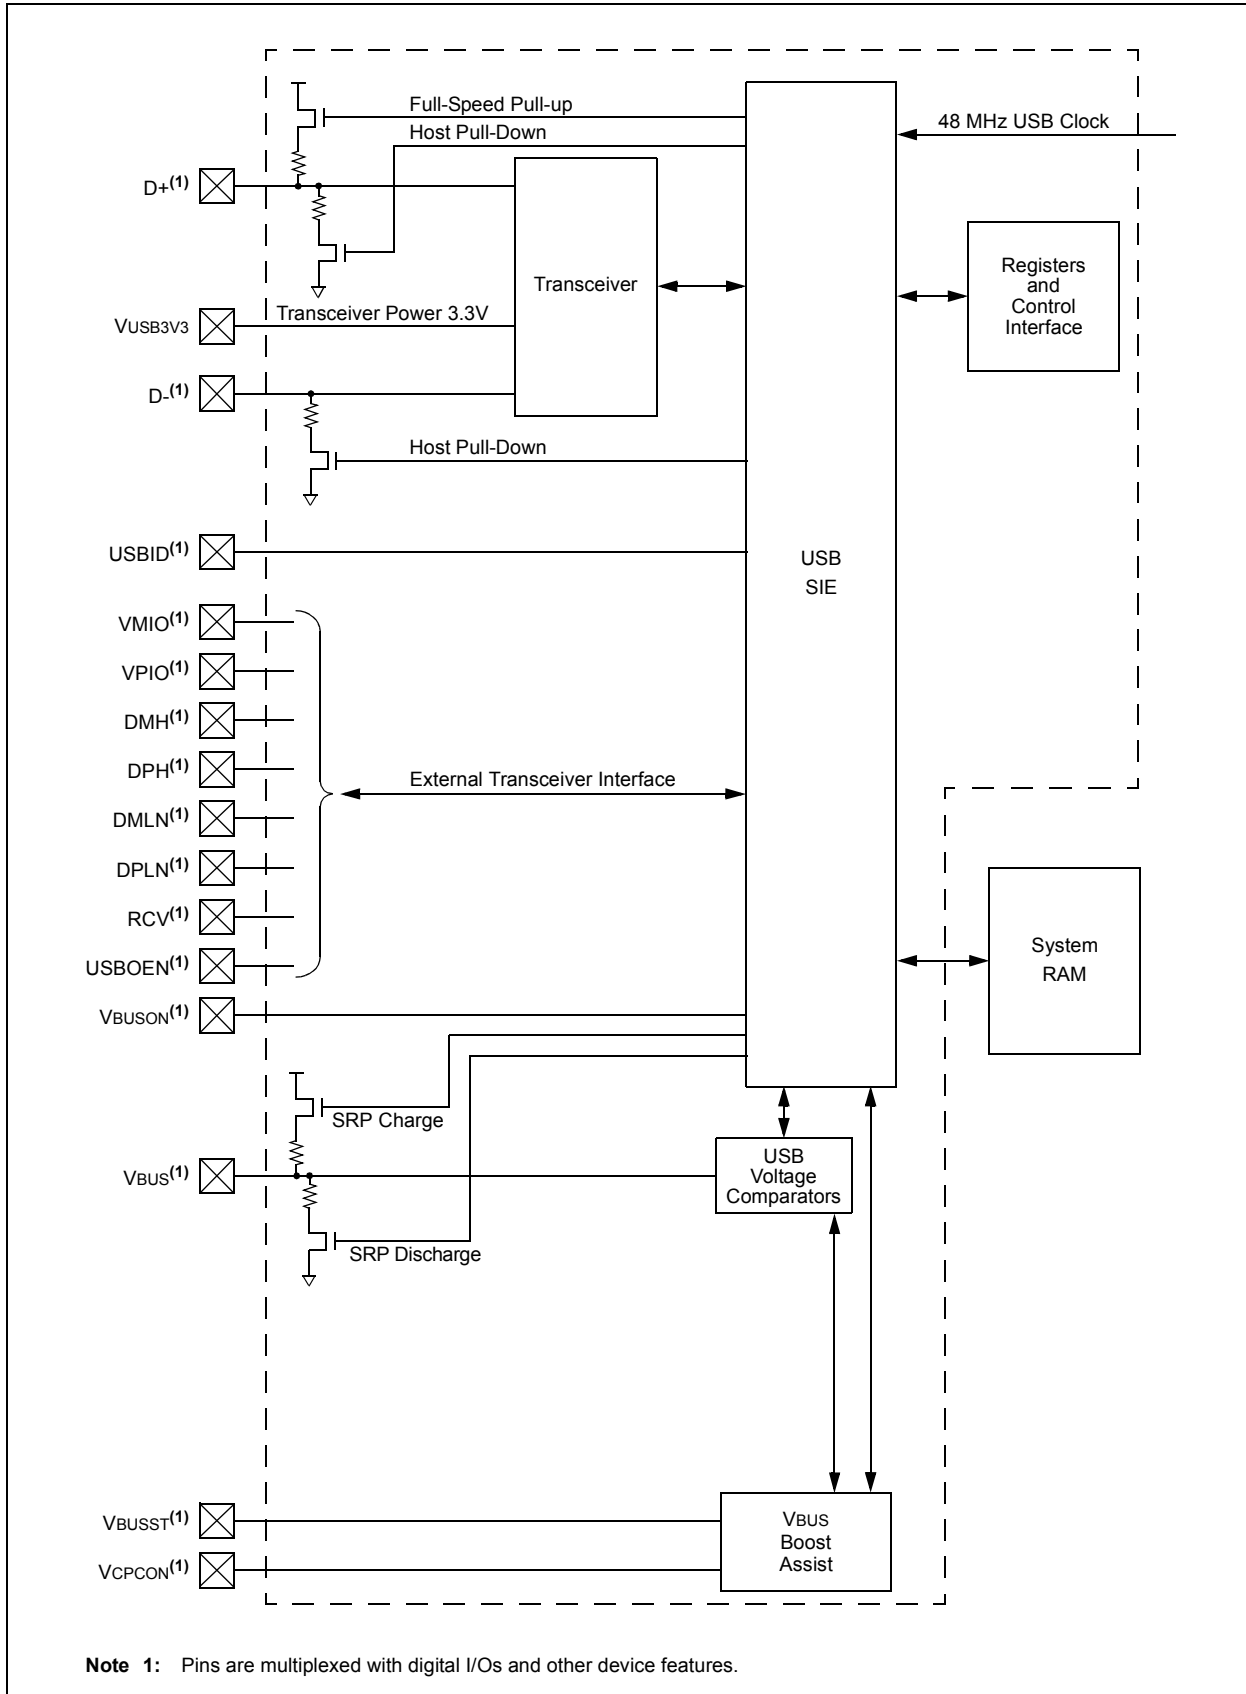 Full-Speed Pull-up
Host Pull-Down
48 MHz USB Clock
D+(1)
Transceiver
Registers
and
Control
Interface
VUSB3V3
Transceiver Power 3.3V
D-(1)
Host Pull-Down
USBID(1)
USB
SIE
VMIO(1)
VPIO(1)
DMH(1)
DPH(1)
External Transceiver Interface
DMLN(1)
DPLN(1)
RCV(1)
USBOEN(1)
System
RAM
VBUSON(1)
SRP Charge
VBUS(1)
USB
Voltage
Comparators
SRP Discharge
VBUSST(1)
VCPCON(1)
VBUS
Boost
Assist
Note 1: Pins are multiplexed with digital I/Os and other device features.